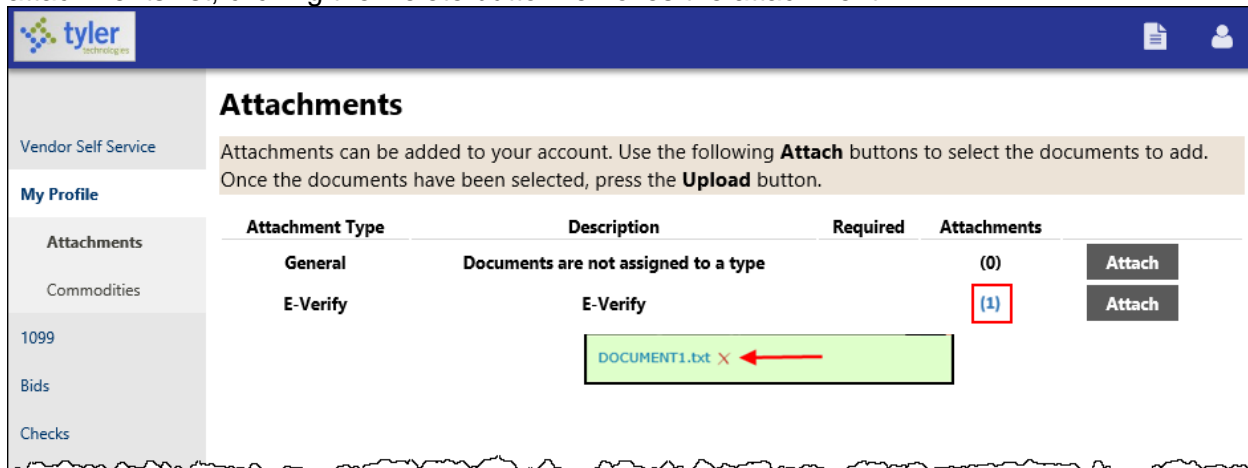 tyler
technologies
Attachments
Vendor Self Service
Attachments can be added to your account. Use the following Attach buttons to select the documents to add.
Once the documents have been selected, press the Upload button.
My Profile
Attachment Type Description Required Attachments
Attachments
General Documents are not assigned to a type (0) Attach
Commodities
E-Verify E-Verify (1) Attach
1099
DOCUMENT1.txt X
Bids
Checks